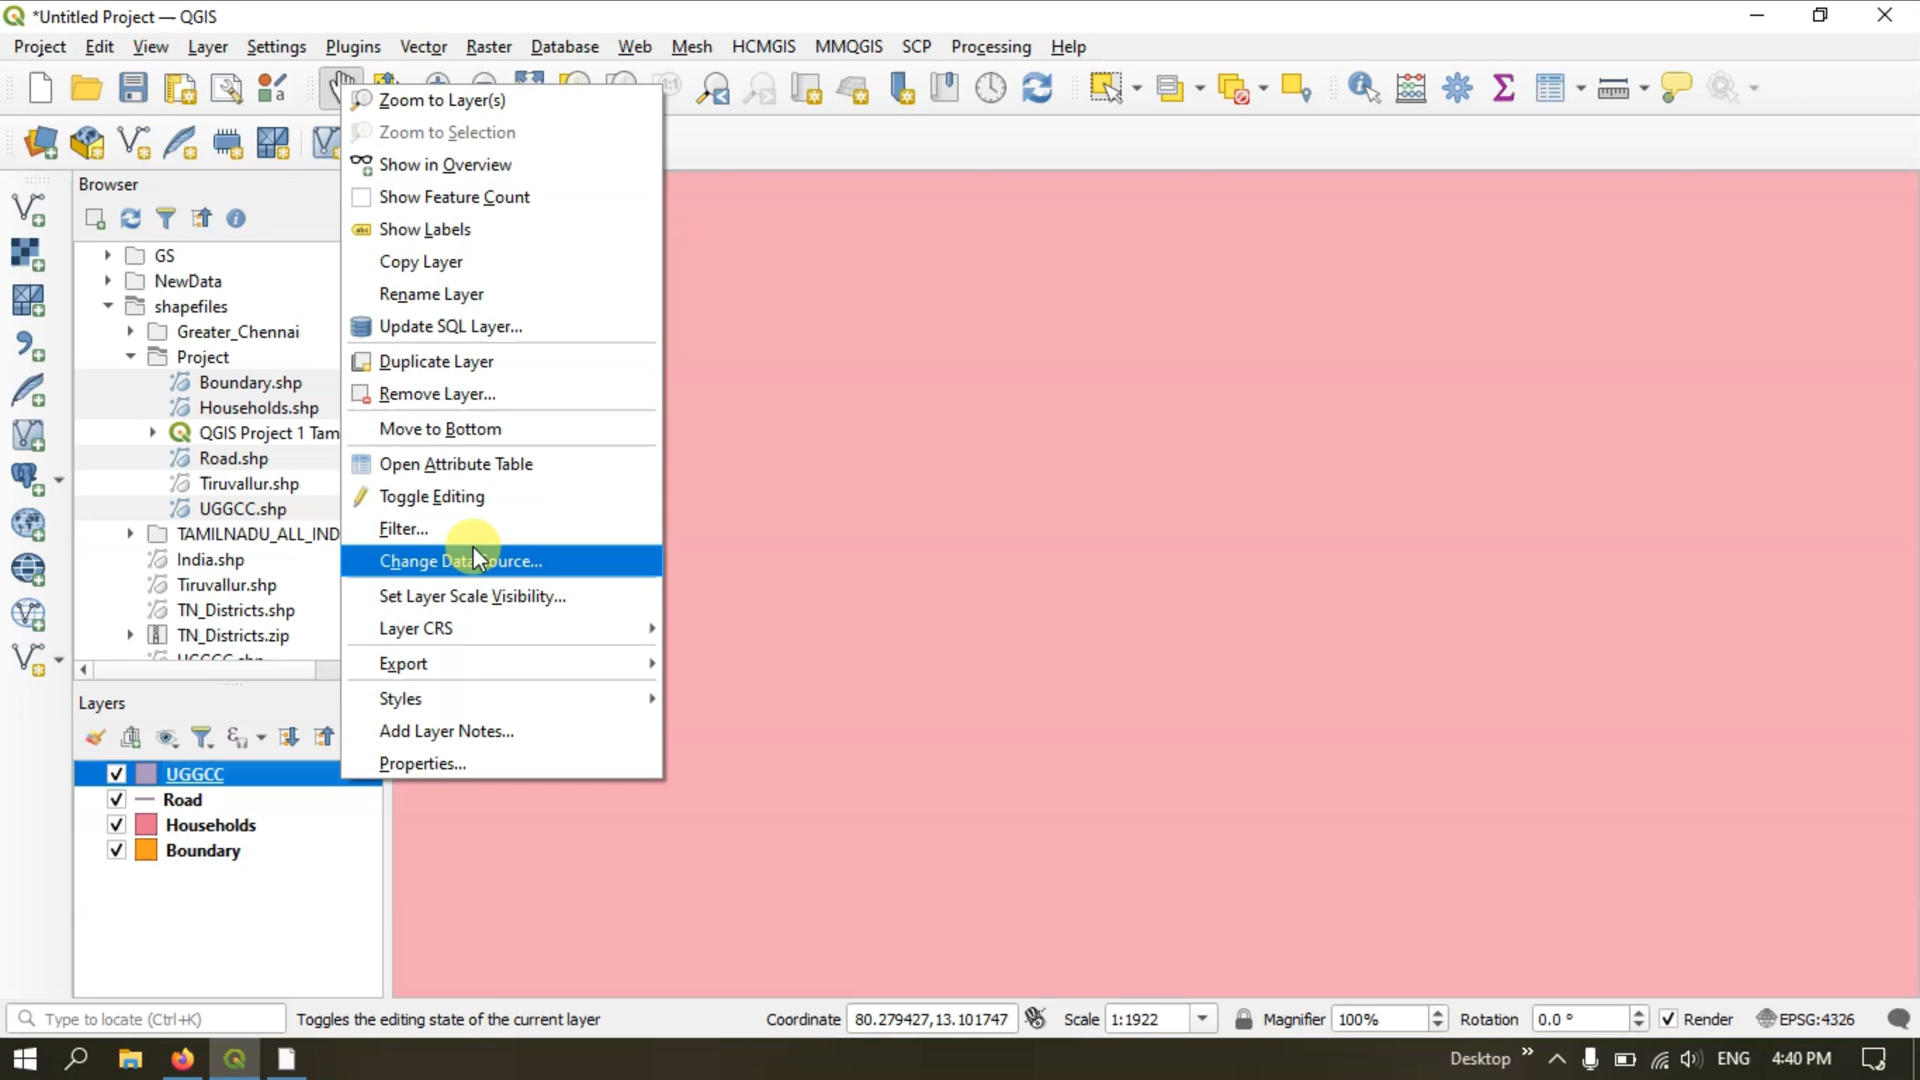 *Untitled Project — QGIS
Project Edit View Layer Settings Plugins Vector Raster Database Web Mesh HCMGIS MMQGIS SCP Processing Help
Browser
GS
NewData
shapefiles
Greater_Chennai
Project
Boundary.shp
Households.shp
QGIS Project 1 Tam
Road.shp
Tiruvallur.shp
UGGCC.shp
TAMILNADU_ALL_IND
India.shp
Tiruvallur.shp
TN_Districts.shp
TN_Districts.zip
Layers
UGGCC
Road
Households
Boundary
Zoom to Layer(s)
Zoom to Selection
Show in Overview
Show Feature Count
abc Show Labels
Copy Layer
Rename Layer
Update SQL Layer...
Duplicate Layer
Remove Layer...
Move to Bottom
Open Attribute Table
Toggle Editing
Filter...
Change Data Source...
Set Layer Scale Visibility...
Layer CRS
Export
Styles
Add Layer Notes...
Properties...
Type to locate (Ctrl+K) Toggles the editing state of the current layer Coordinate 80.279427,13.101747 Scale 1:1922 Magnifier 100% Rotation 0.0 ° Render EPSG:4326
Desktop ENG 4:40 PM